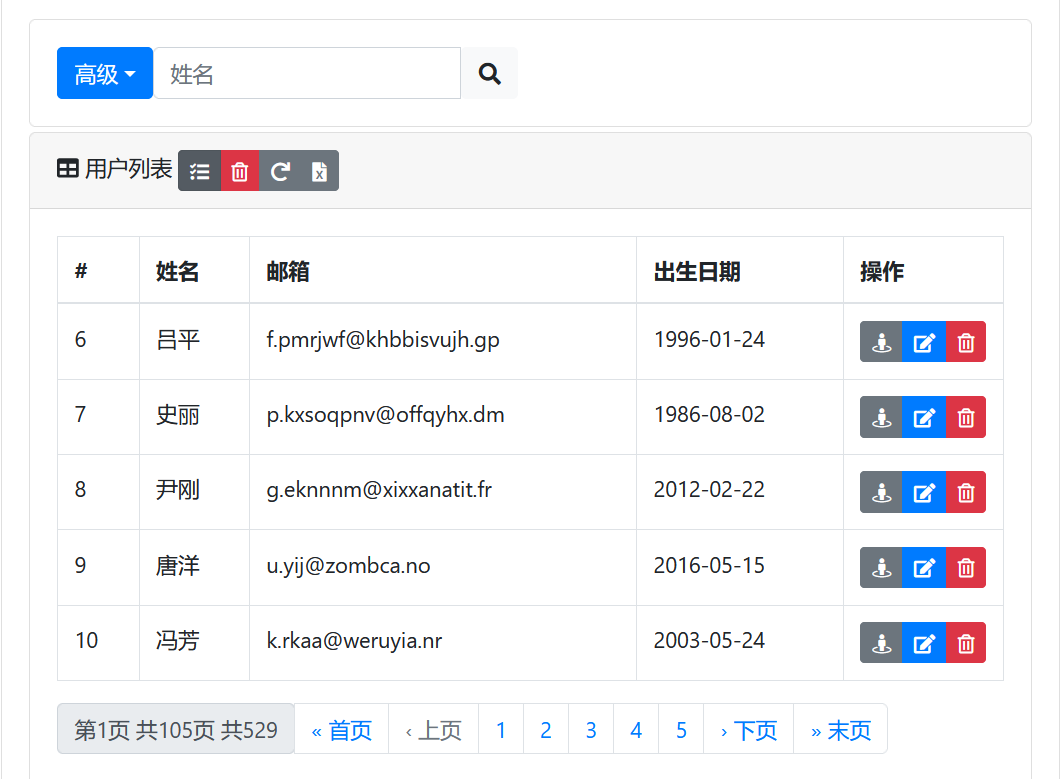 高级 姓名
用户列表
# 姓名 邮箱 出生日期 操作
6 吕平 f.pmrjwf@khbbisvujh.gp 1996-01-24
7 史丽 p.kxsoqpnv@offqyhx.dm 1986-08-02
8 尹刚 g.eknnnm@xixxanatit.fr 2012-02-22
9 唐洋 u.yij@zombca.no 2016-05-15
10 冯芳 k.rkaa@weruyia.nr 2003-05-24
第1页 共105页 共529 « 首页 ‹ 上页 1 2 3 4 5 › 下页 » 末页